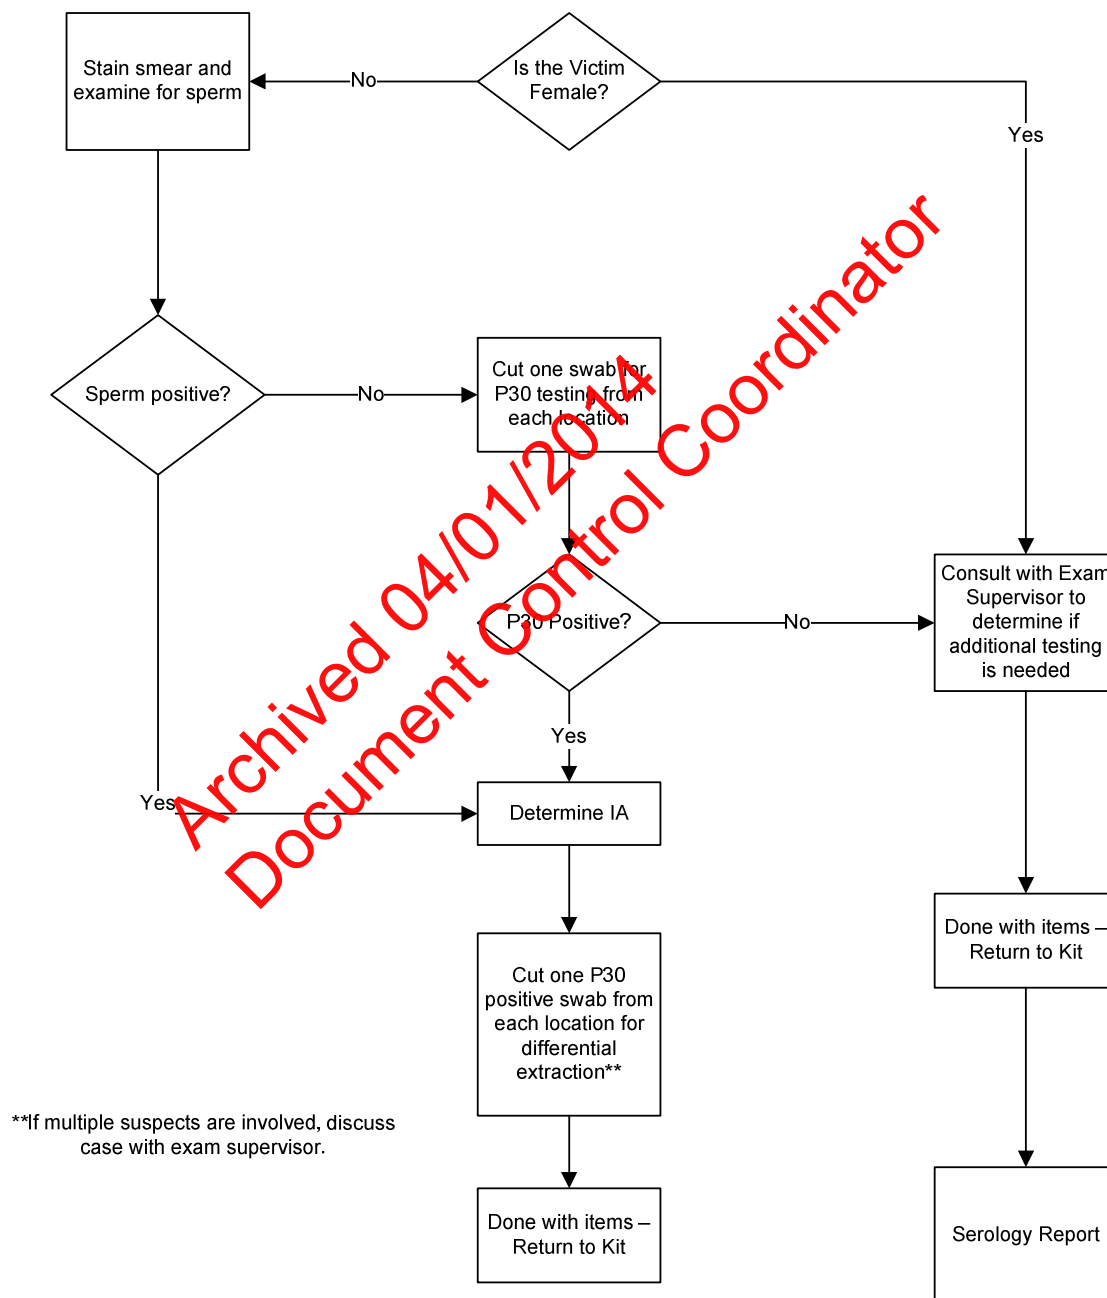 Stain smear and
examine for sperm
No
Is the Victim
Female?
Yes
Sperm positive?
No
Cut one swab for
P30 testing from
each location
P30 Positive?
No
Consult with Exam
Supervisor to
determine if
additional testing
is needed
Yes
Yes
Determine IA
Archived 04/01/2014
Document Control Coordinator
Cut one P30
positive swab from
each location for
differential
extraction**
Done with items –
Return to Kit
**If multiple suspects are involved, discuss
case with exam supervisor.
Done with items –
Return to Kit
Serology Report